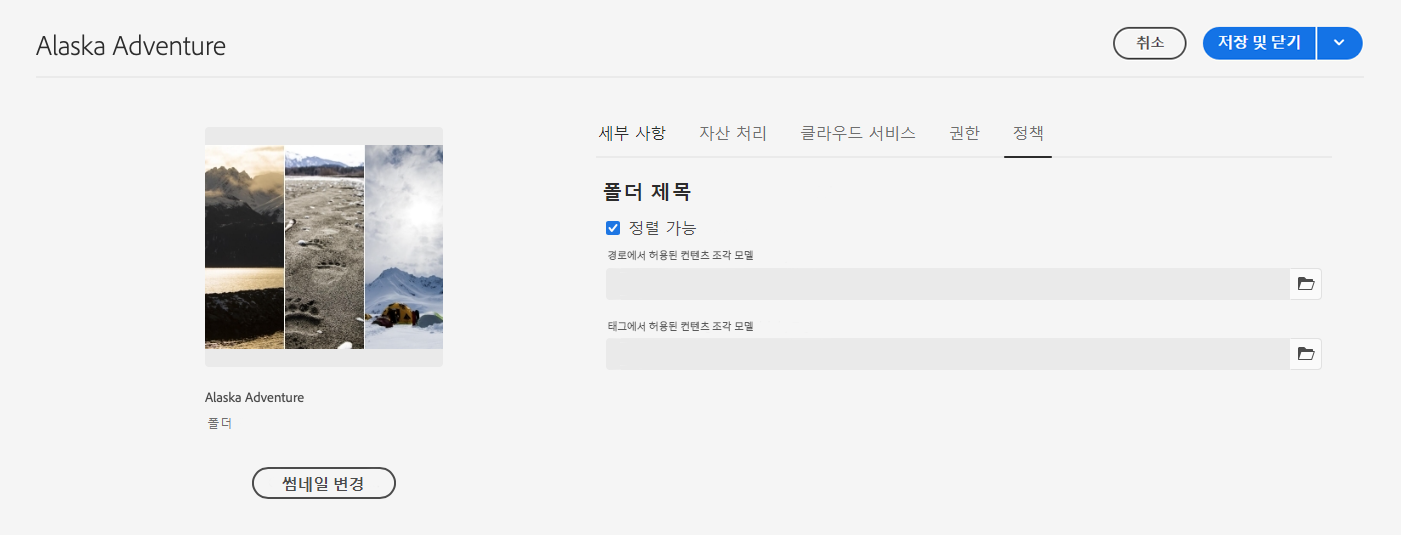 Alaska Adventure
취소
저장 및 닫기
세부 사항
자산 처리
클라우드 서비스
권한
정책
폴더 제목
정렬 가능
경로에서 허용된 컨텐츠 조각 모델
태그에서 허용된 컨텐츠 조각 모델
Alaska Adventure
폴더
썸네일 변경